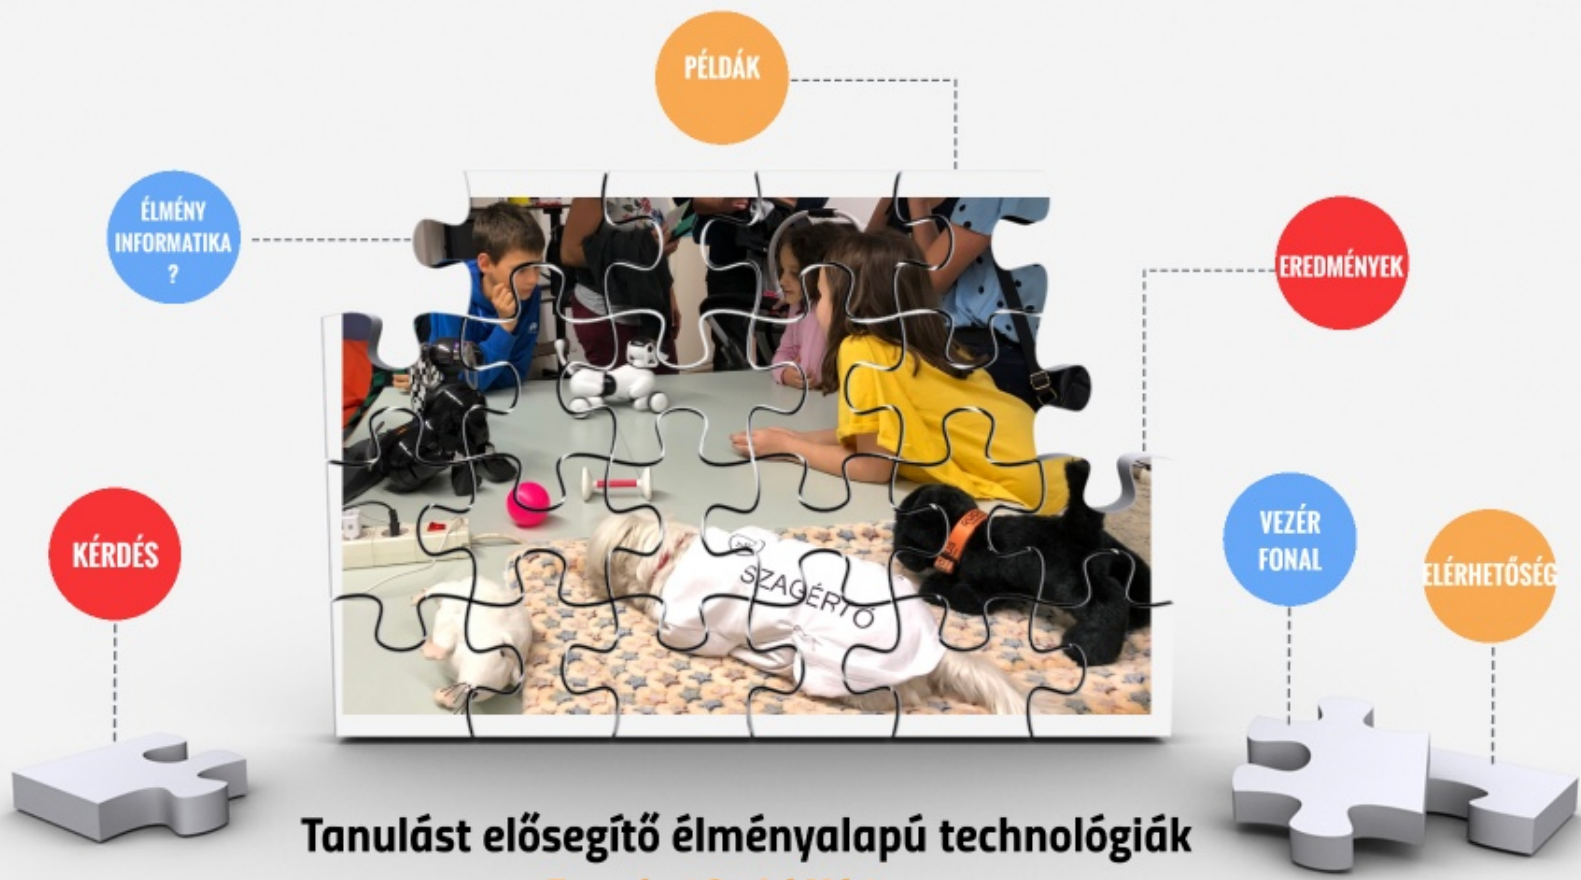 PÉLDÁK
ÉLMÉNY
INFORMATIKA
?
EREDMÉNYEK
KÉRDÉS
VEZÉR
FONAL
ELÉRHETŐSÉG
SZAGÉRTŐ
Tanulást elősegítő élményalapú technológiák